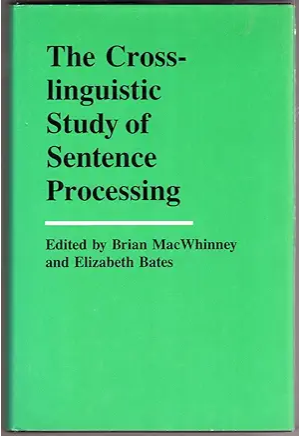 The Cross-
linguistic
Study of
Sentence
Processing
Edited by Brian MacWhinney
and Elizabeth Bates